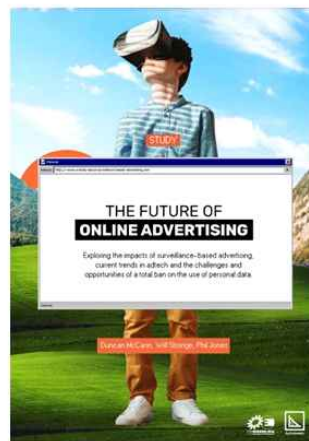 STUDY
THE FUTURE OF
ONLINE ADVERTISING
Exploring the impacts of surveillance-based advertising,
current trends in adtech and the challenges and
opportunities of a total ban on the use of personal data
Duncan McCann, Will Stronge, Phil Jones